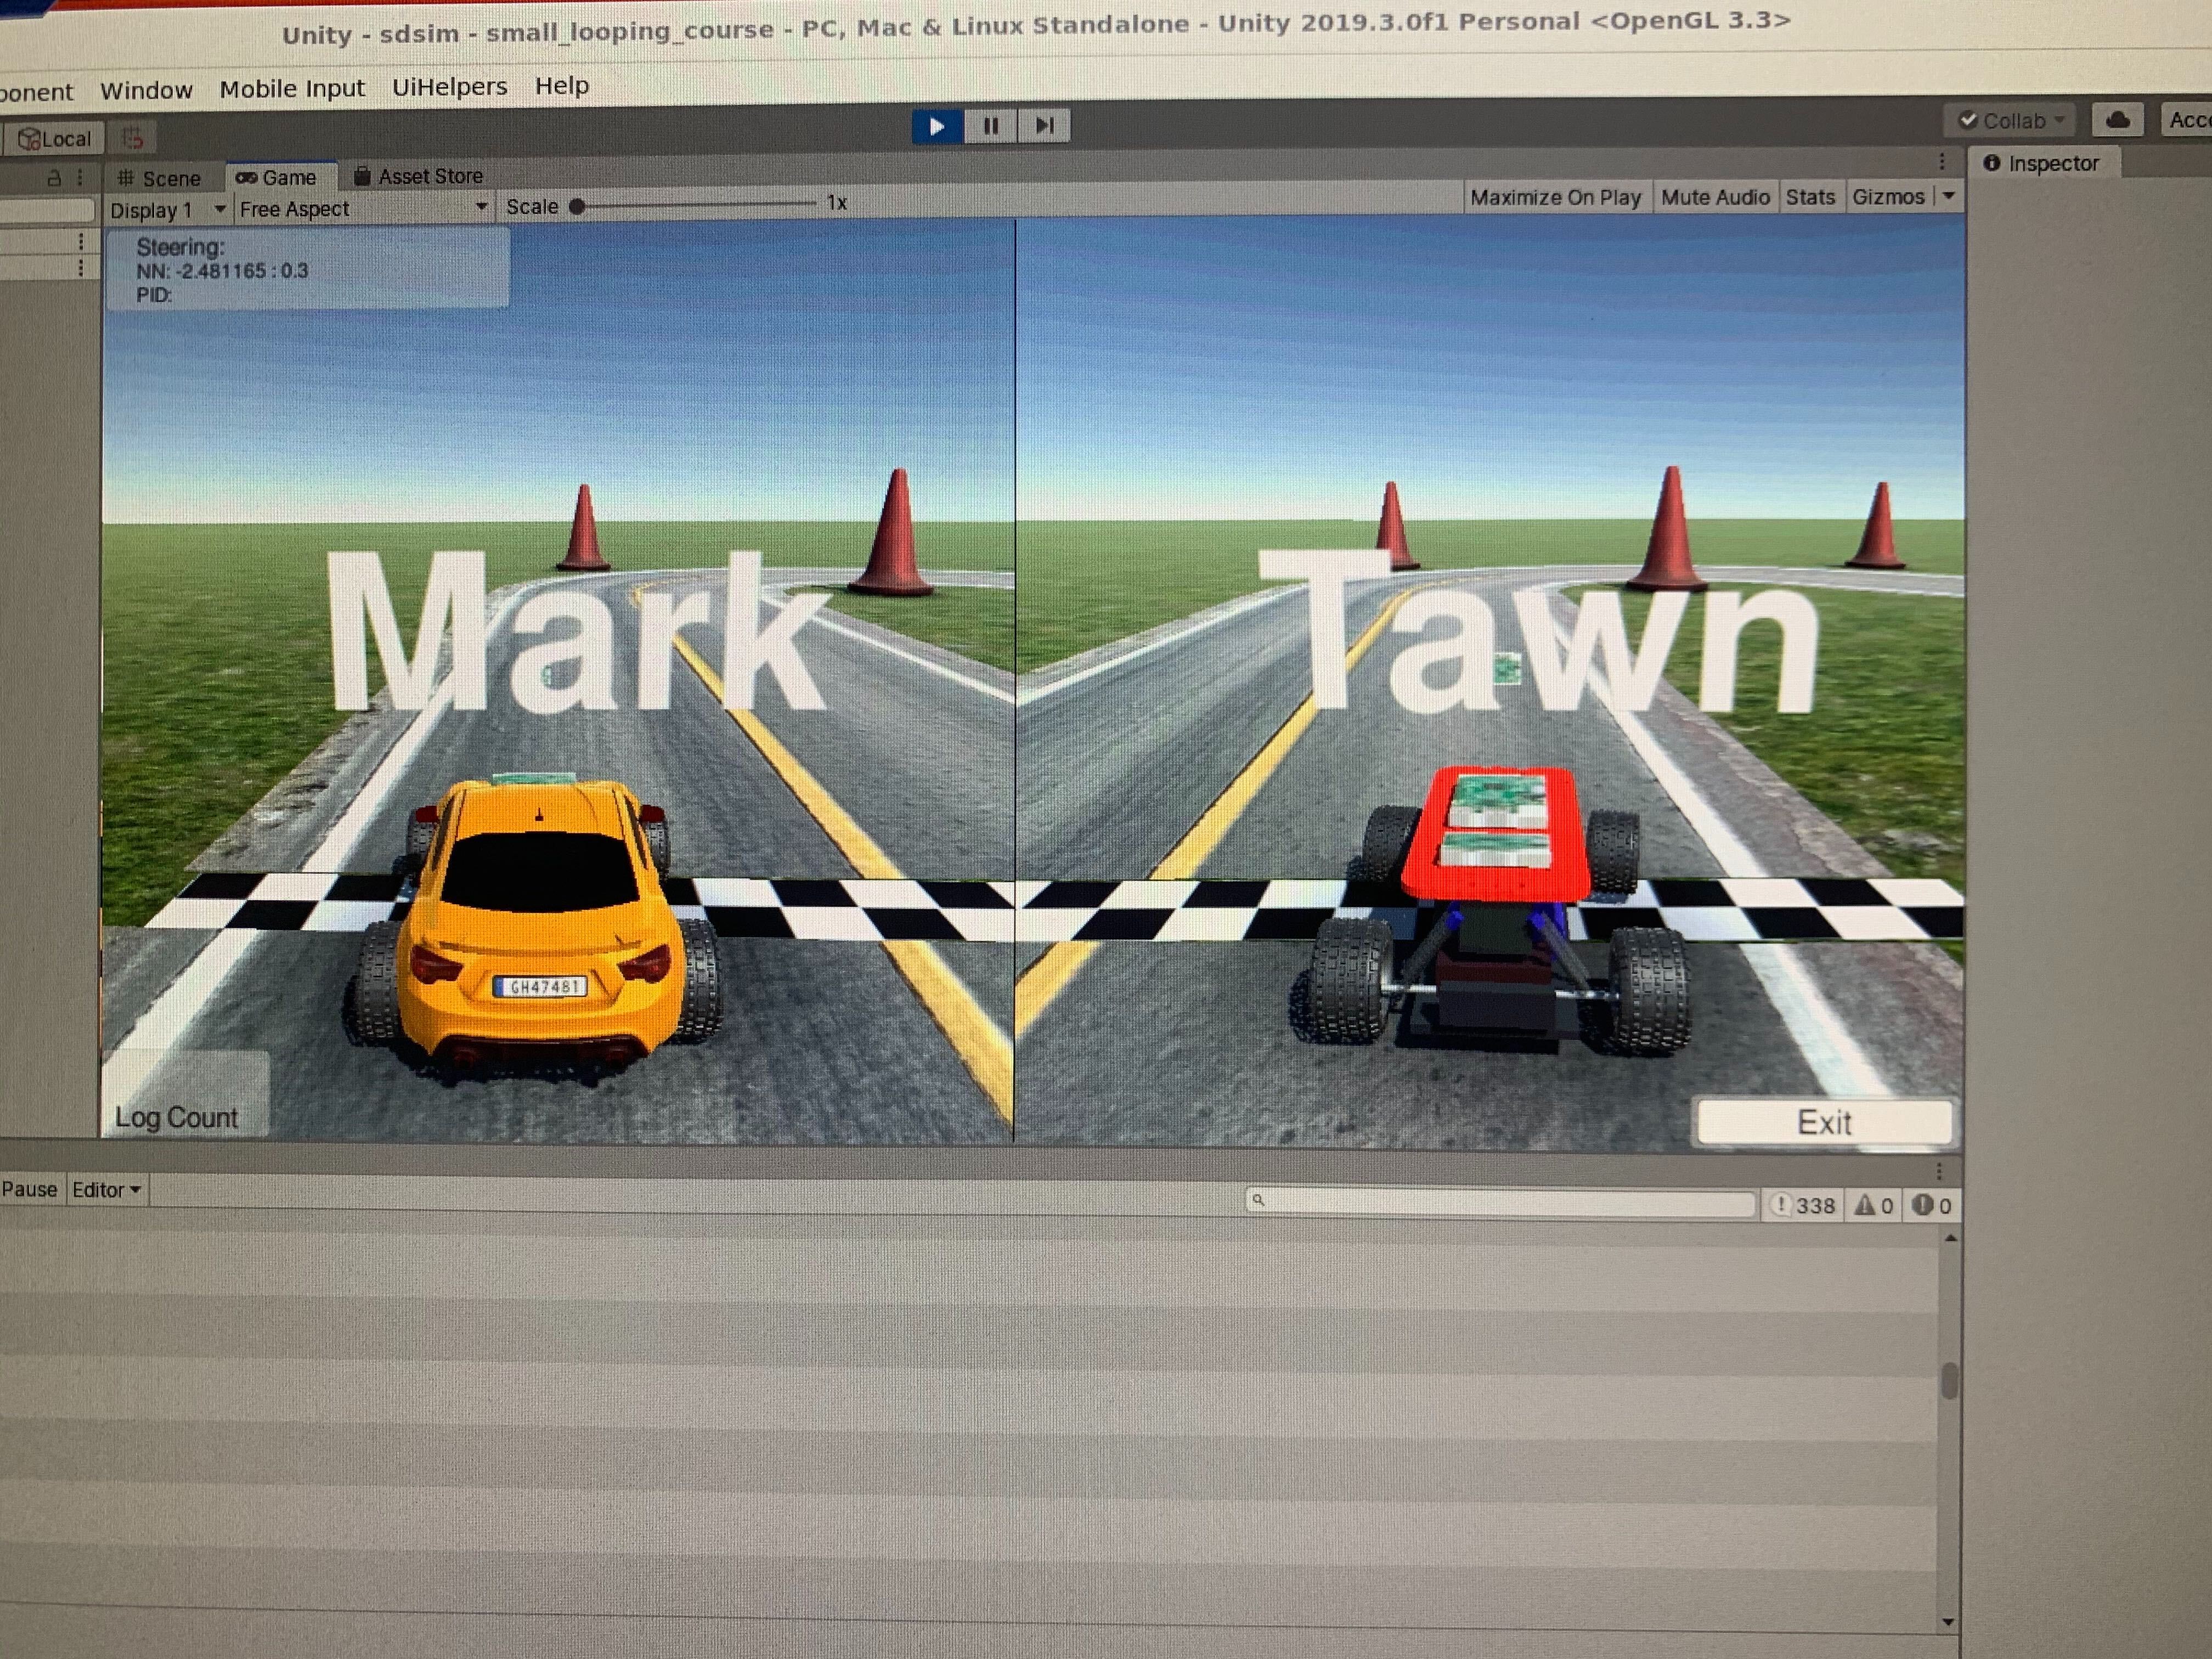 Unity - sdsim - small_looping_course - PC, Mac & Linux Standalone - Unity 2019.3.0f1 Personal <OpenGL 3.3>
Window Mobile Input UiHelpers Help
Local
Collab
Scene Game Asset Store
Inspector
Display 1 Free Aspect Scale 1x Maximize On Play Mute Audio Stats Gizmos
Steering:
NN: -2.481165 : 0.3
PID:
Mark
Tawn
GH47481
Log Count
Exit
Pause Editor
338 0 0